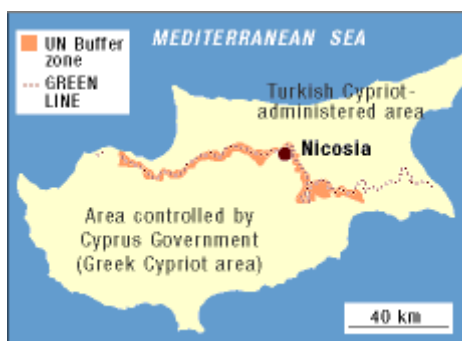 UN Buffer
zone
GREEN
LINE
MEDITERRANEAN SEA
Turkish Cypriot-
administered area
Nicosia
Area controlled by
Cyprus Government
(Greek Cypriot area)
40 km